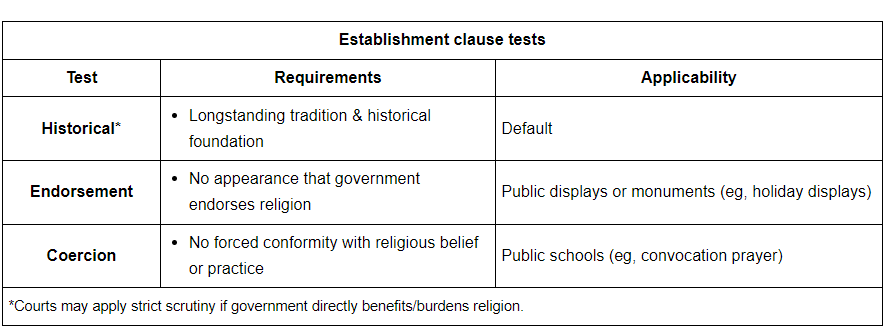 Establishment clause tests
Test Requirements Applicability
Historical*
• Longstanding tradition & historical
foundation
Default
Endorsement
• No appearance that government
endorses religion
Public displays or monuments (eg, holiday displays)
Coercion
• No forced conformity with religious belief
or practice
Public schools (eg, convocation prayer)
*Courts may apply strict scrutiny if government directly benefits/burdens religion.